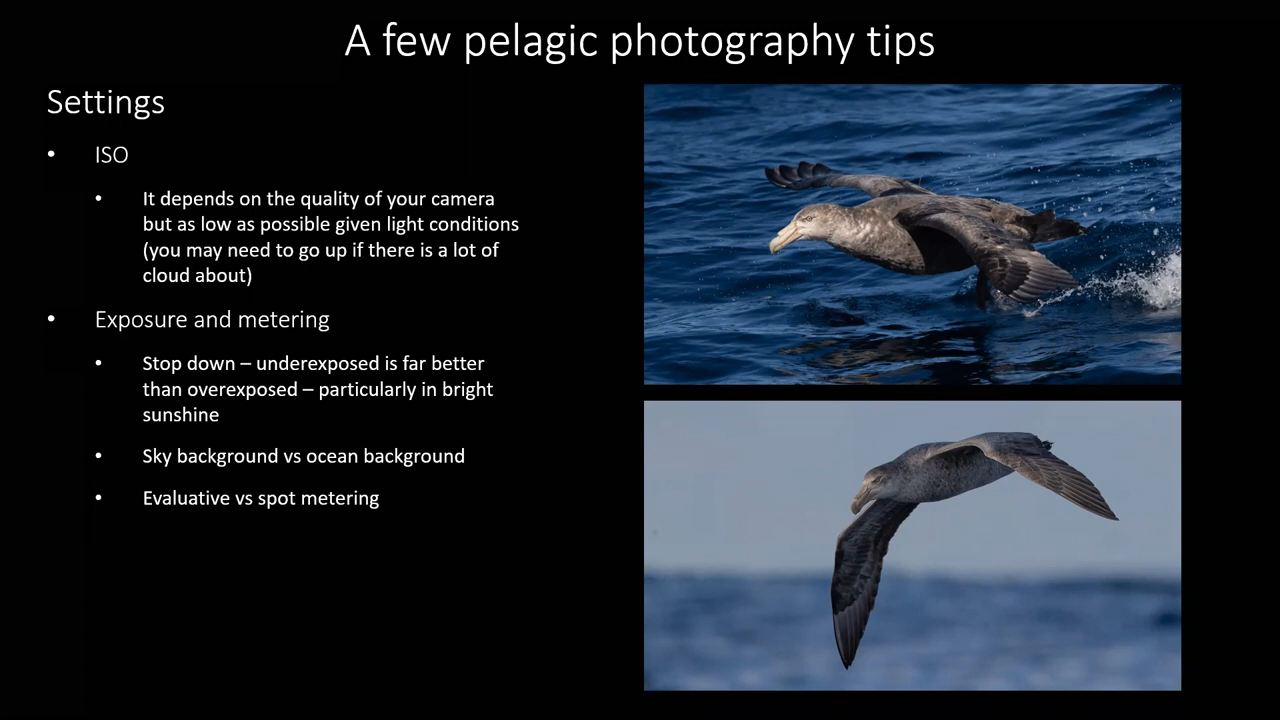 A few pelagic photography tips
Settings
• ISO
• It depends on the quality of your camera
but as low as possible given light conditions
(you may need to go up if there is a lot of
cloud about)
• Exposure and metering
• Stop down – underexposed is far better
than overexposed – particularly in bright
sunshine
• Sky background vs ocean background
• Evaluative vs spot metering